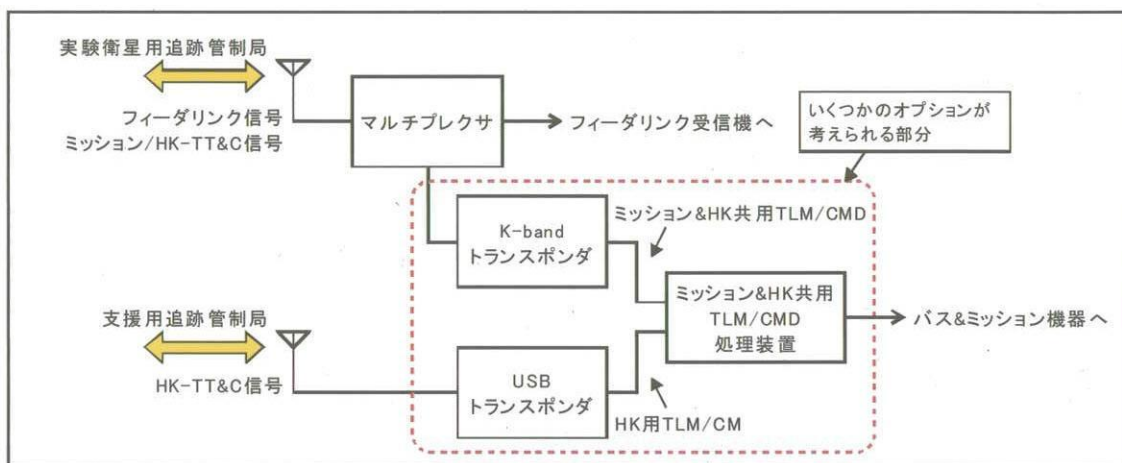 実験衛星用追跡管制局
フィーダリンク信号
ミッション/HK-TT&C信号
マルチプレクサ
フィーダリンク受信機へ
いくつかのオプションが
考えられる部分
K-band
トランスポンダ
ミッション&HK共用TLM/CMD
ミッション&HK共用
TLM/CMD
処理装置
バス&ミッション機器へ
支援用追跡管制局
HK-TT&C信号
USB
トランスポンダ
HK用TLM/CM